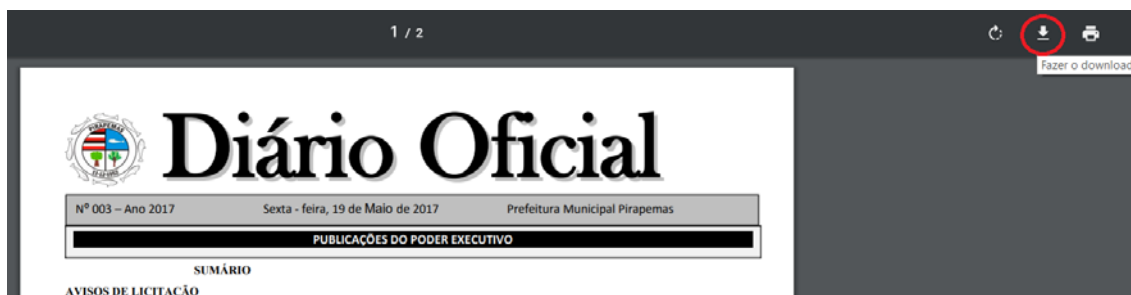 1 / 2
Fazer o download
PIRAPEMAS
Diário Oficial
Nº 003 – Ano 2017 Sexta - feira, 19 de Maio de 2017 Prefeitura Municipal Pirapemas
PUBLICAÇÕES DO PODER EXECUTIVO
SUMÁRIO
AVISOS DE LICITAÇÃO